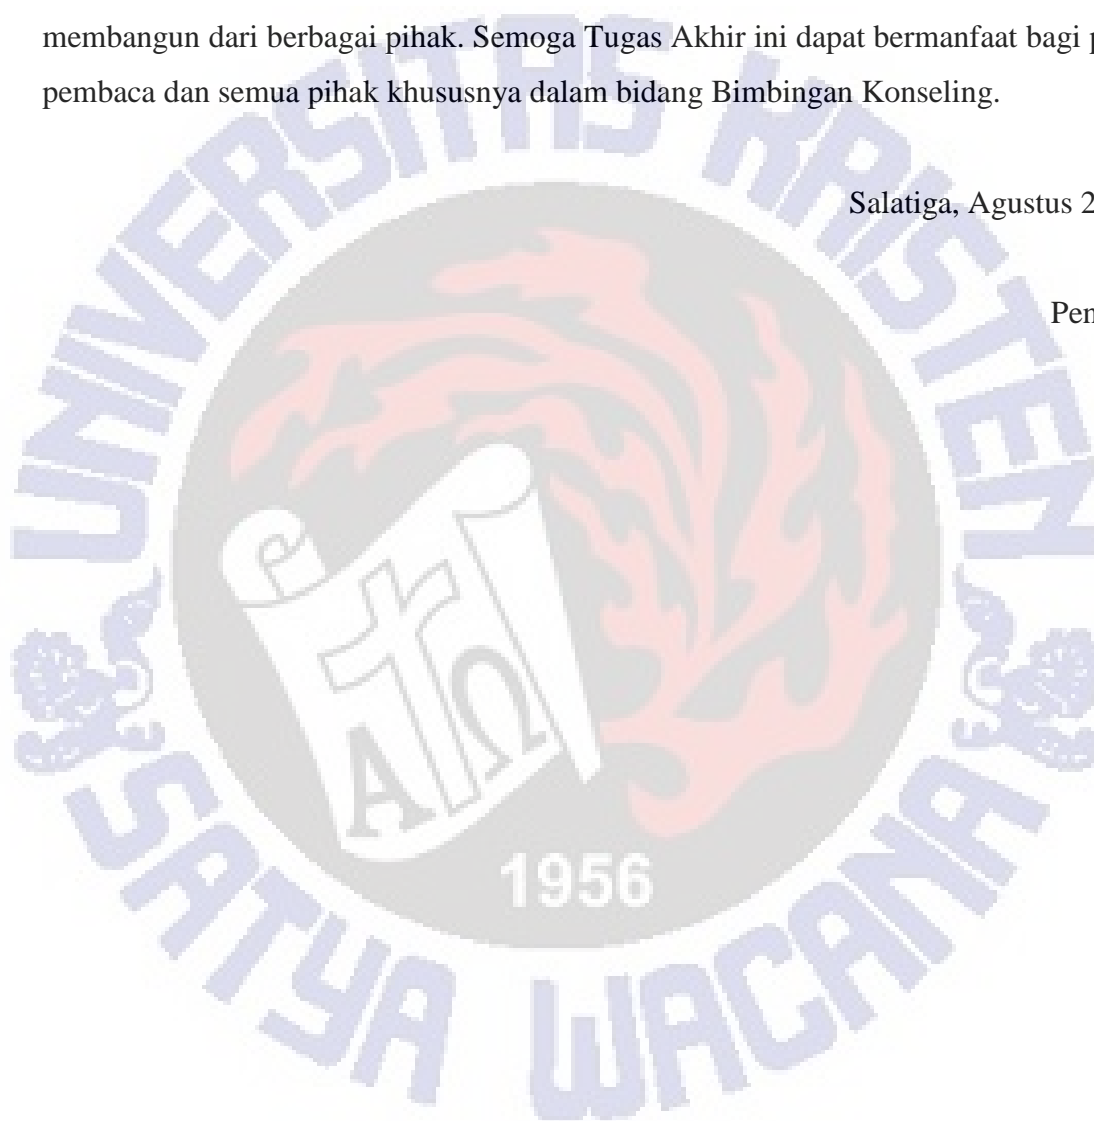 membangun dari berbagai pihak. Semoga Tugas Akhir ini dapat bermanfaat bagi
pembaca dan semua pihak khususnya dalam bidang Bimbingan Konseling.
Salatiga, Agustus 2
UNIVERSITAS KRISTEN
SATYA WACANA
Α Ω
1956